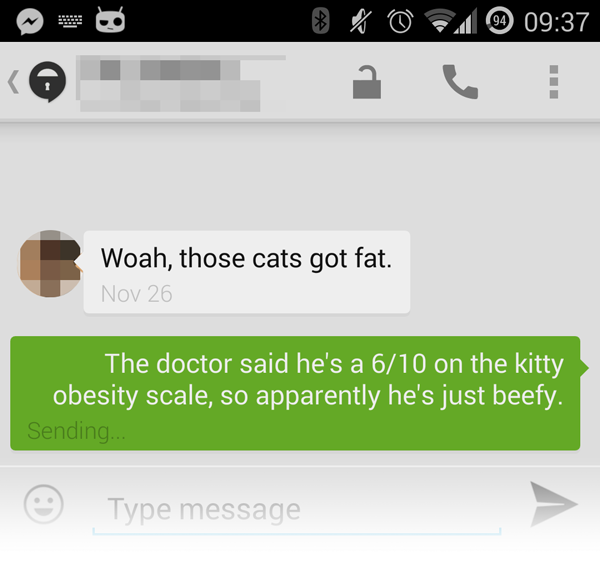 94 09:37
Woah, those cats got fat.
Nov 26
The doctor said he's a 6/10 on the kitty
obesity scale, so apparently he's just beefy.
Sending...
Type message